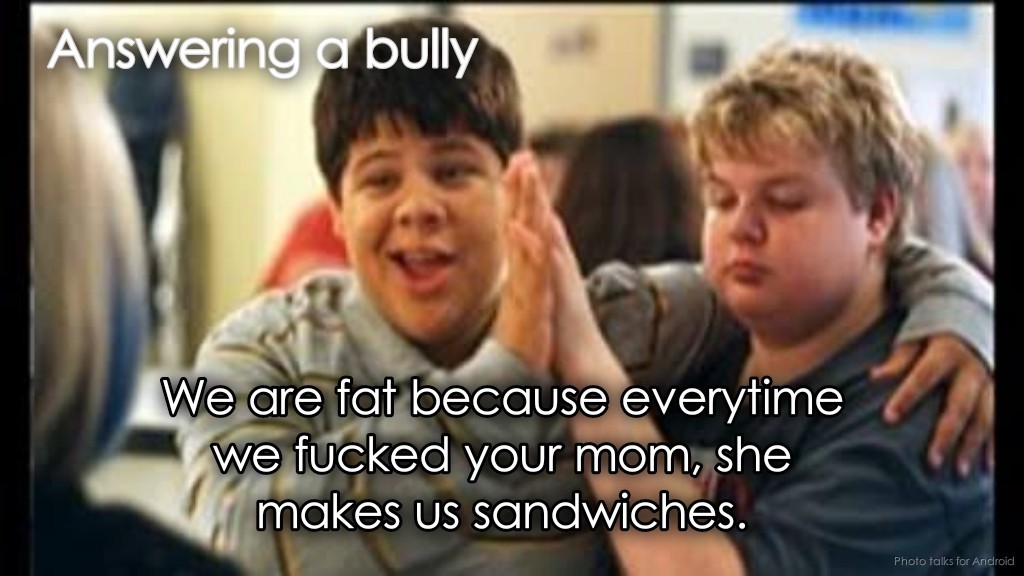 Answering a bully
We are fat because everytime
we fucked your mom, she
makes us sandwiches.
Photo talks for Android